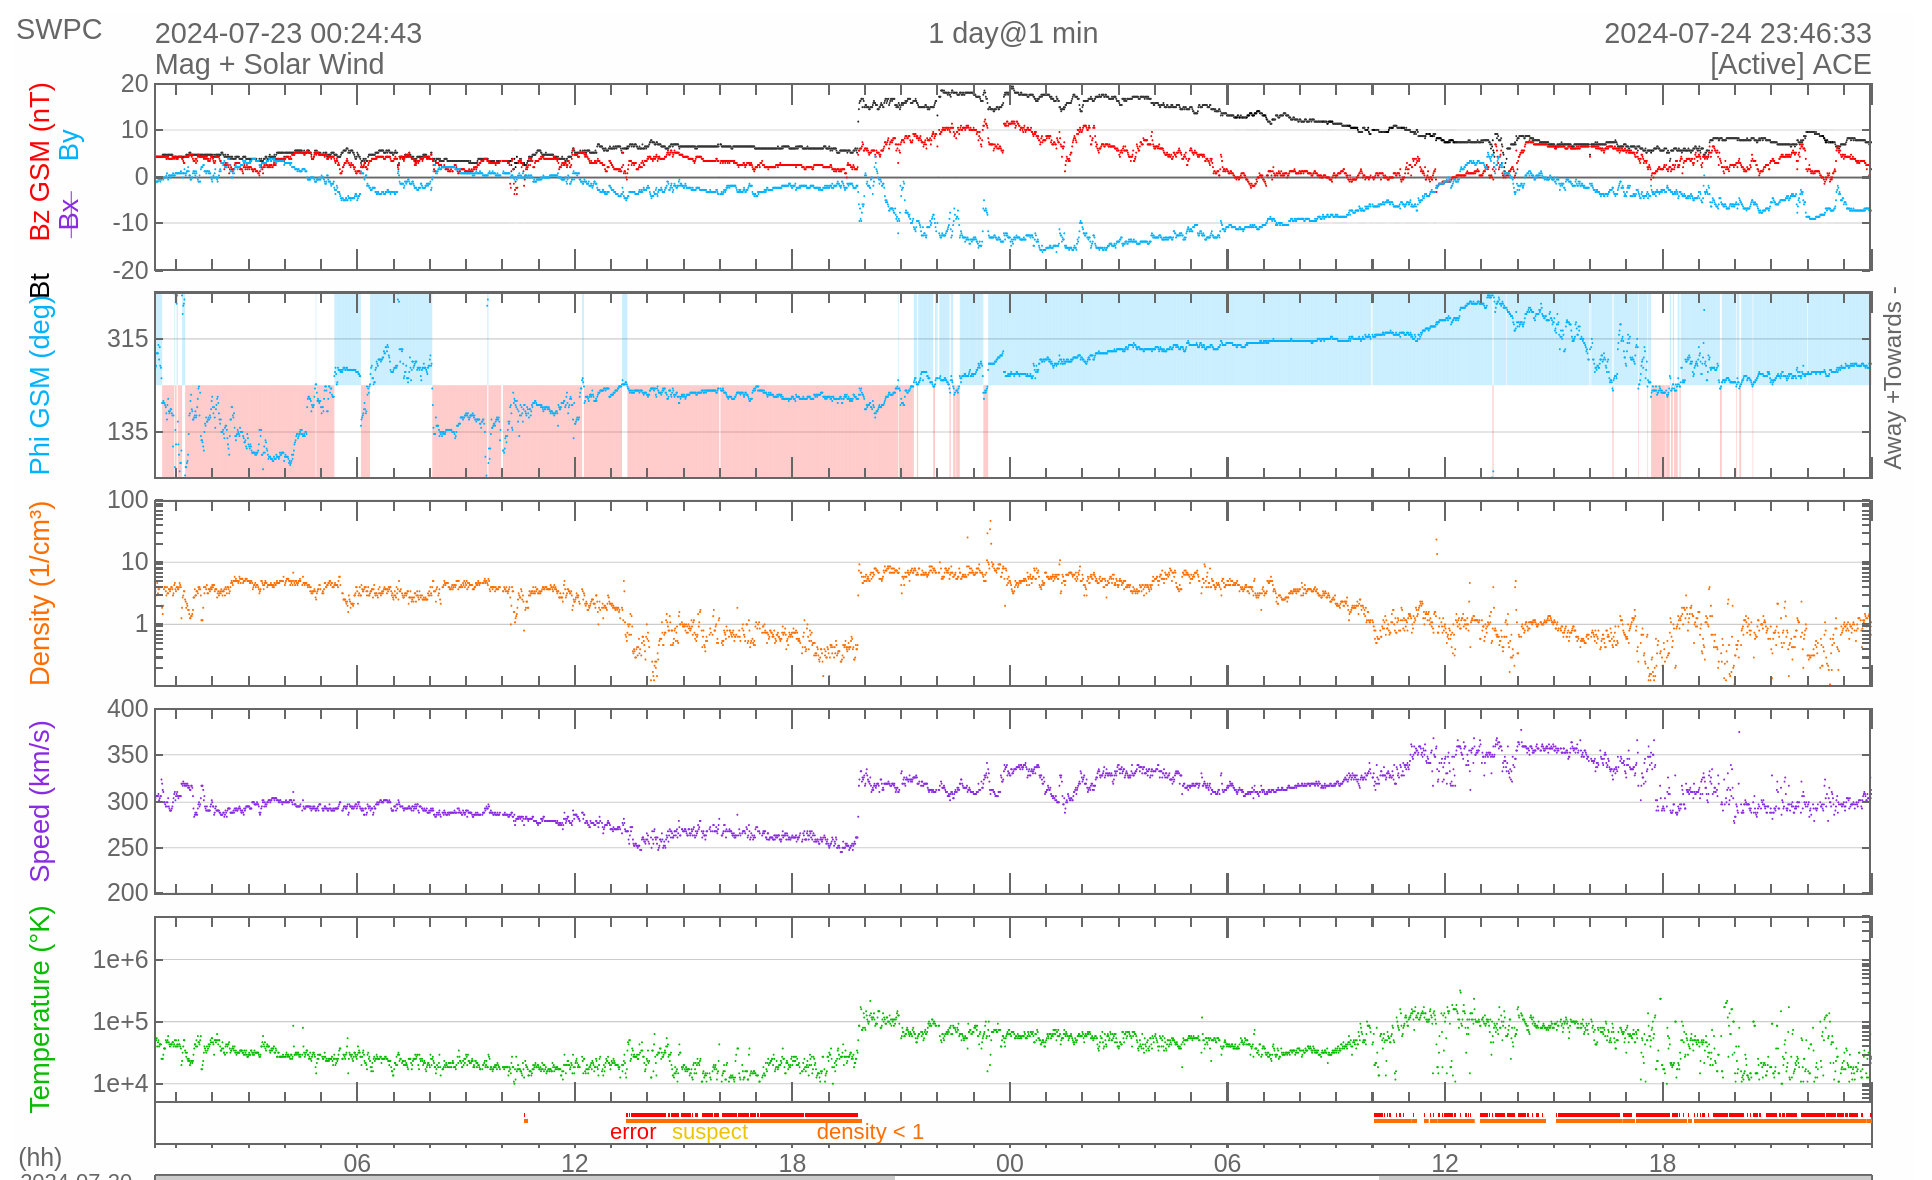 SWPC
2024-07-23 00:24:43
1 day@1 min
2024-07-24 23:46:33
Mag + Solar Wind
[Active] ACE
Bt Bz GSM (nT)
Bx By
20
10
0
-10
-20
Phi GSM (deg)
315
135
Away + Towards -
Density (1/cm³)
100
10
1
Speed (km/s)
400
350
300
250
200
Temperature (°K)
1e+6
1e+5
1e+4
error suspect density < 1
(hh)
06 12 18 00 06 12 18